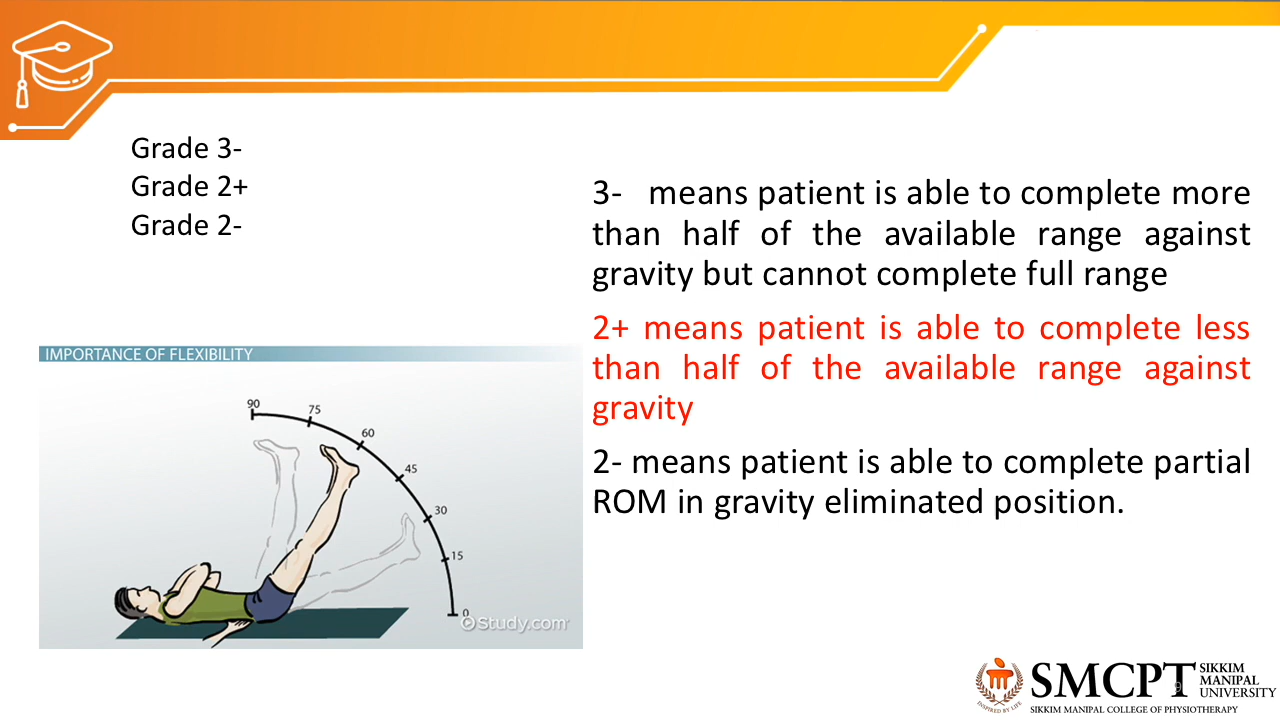 Grade 3-
Grade 2+
Grade 2-
3- means patient is able to complete more
than half of the available range against
gravity but cannot complete full range
2+ means patient is able to complete less
than half of the available range against
gravity
2- means patient is able to complete partial
ROM in gravity eliminated position.
IMPORTANCE OF FLEXIBILITY
90
75
60
45
30
15
0
Study.com
INSPIRED BY LIFE
SMCPT
SIKKIM
MANIPAL
UNIVERSITY
SIKKIM MANIPAL COLLEGE OF PHYSIOTHERAPY